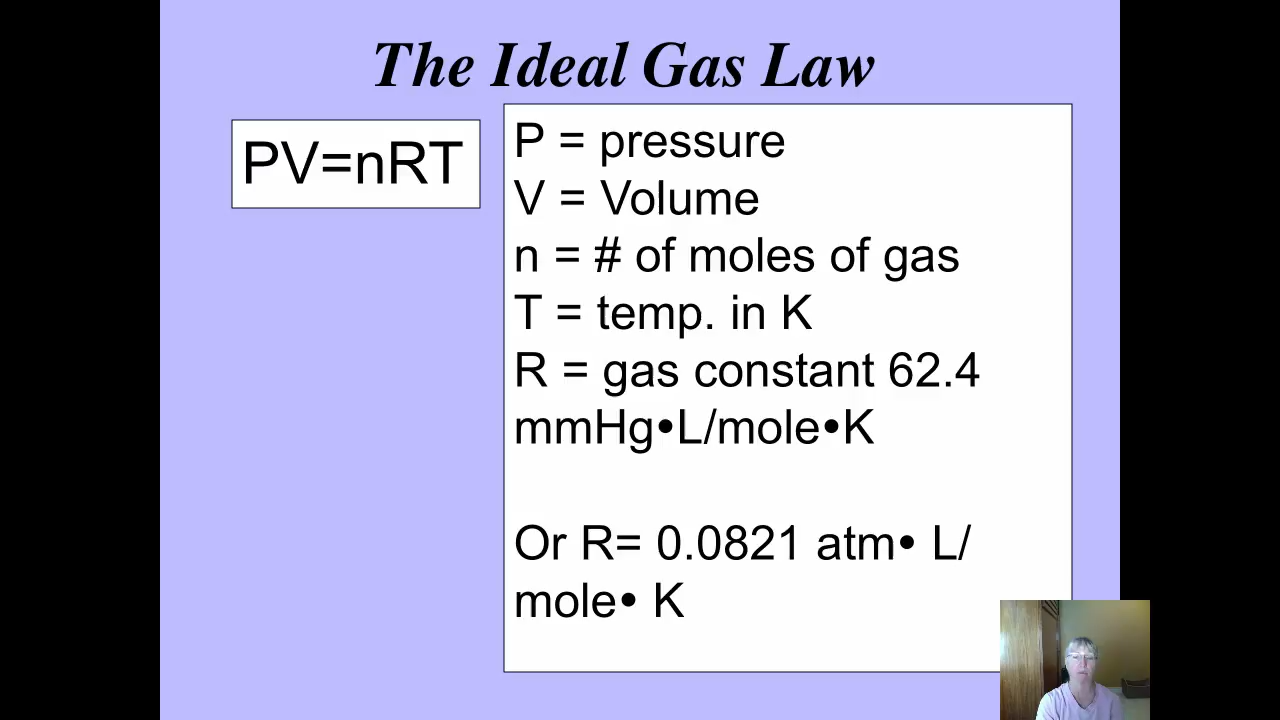 The Ideal Gas Law
PV=nRT
P = pressure
V = Volume
n = # of moles of gas
T = temp. in K
R = gas constant 62.4
mmHg•L/mole•K
Or R= 0.0821 atm• L/
mole• K